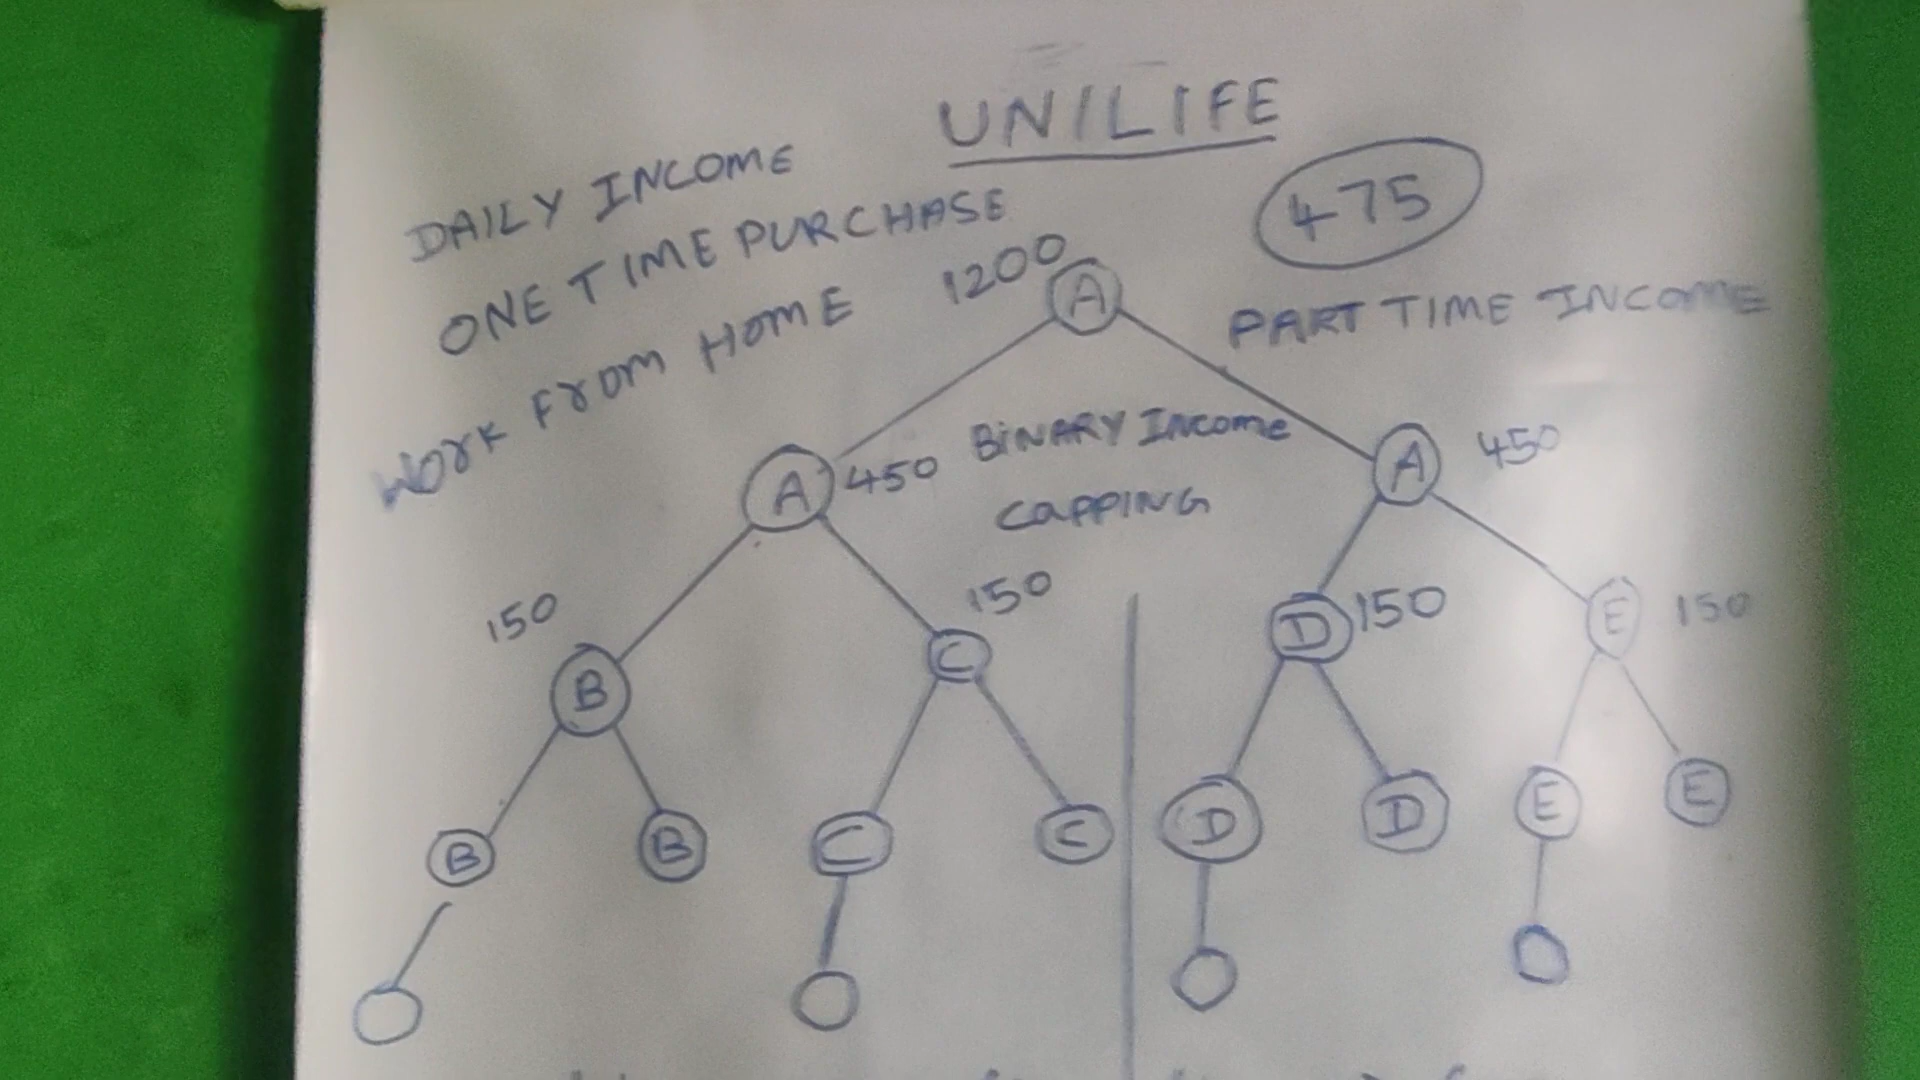 UNILIFE
DAILY INCOME
475
ONE TIME PURCHASE
1200
A
PART TIME INCOME
WORK FROM HOME
BINARY INCOME
A 450
A 450
CAPPING
150
150
D 150
E 150
B
C
B
B
C
C
D
D
E
E